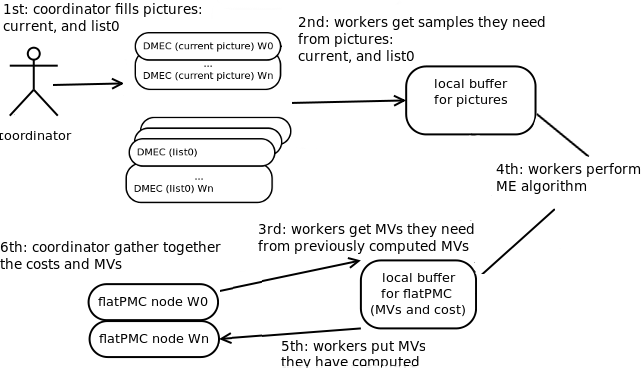 1st: coordinator fills pictures:
current, and list0
2nd: workers get samples they need
from pictures:
current, and list0
DMEC (current picture) W0
...
DMEC (current picture) Wn
local buffer
for pictures
coordinator
DMEC (list0)
...
DMEC (list0) Wn
4th: workers perform
ME algorithm
3rd: workers get MVs they need
from previously computed MVs
6th: coordinator gather together
the costs and MVs
local buffer
for flatPMC
(MVs and cost)
flatPMC node W0
flatPMC node Wn
5th: workers put MVs
they have computed